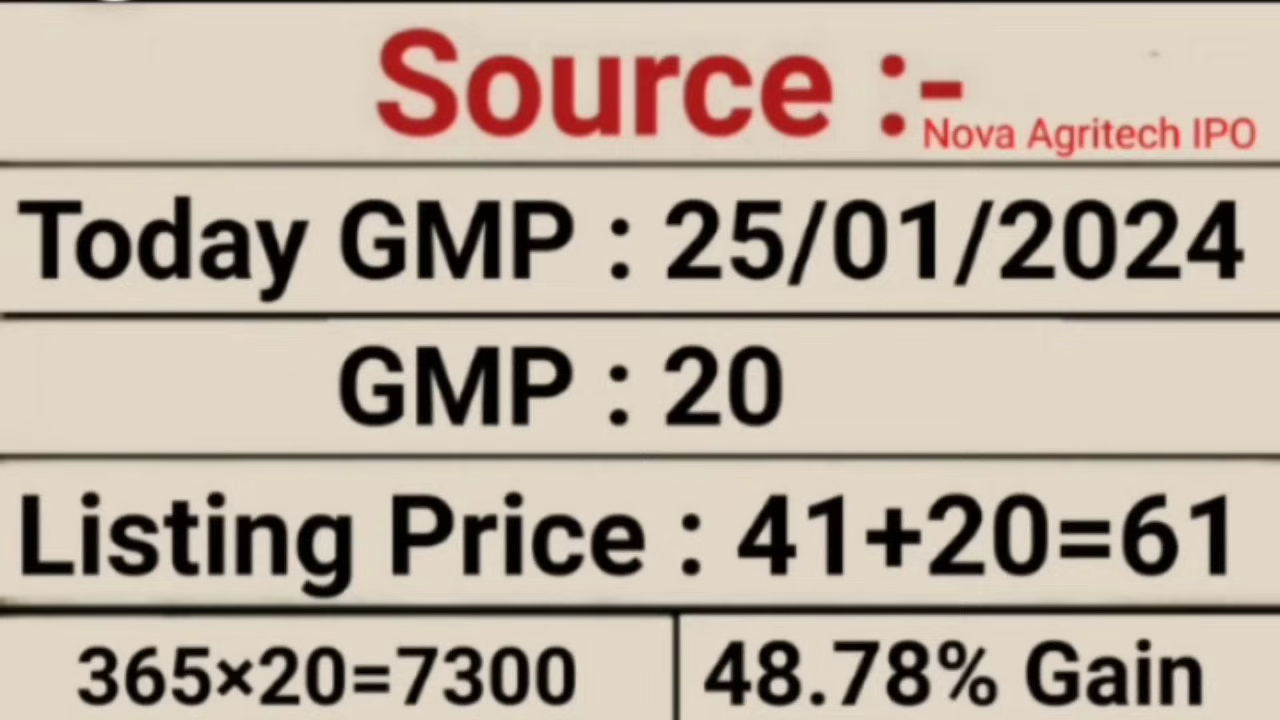 Source :-
Nova Agritech IPO
Today GMP : 25/01/2024
GMP : 20
Listing Price : 41+20=61
365×20=7300
48.78% Gain